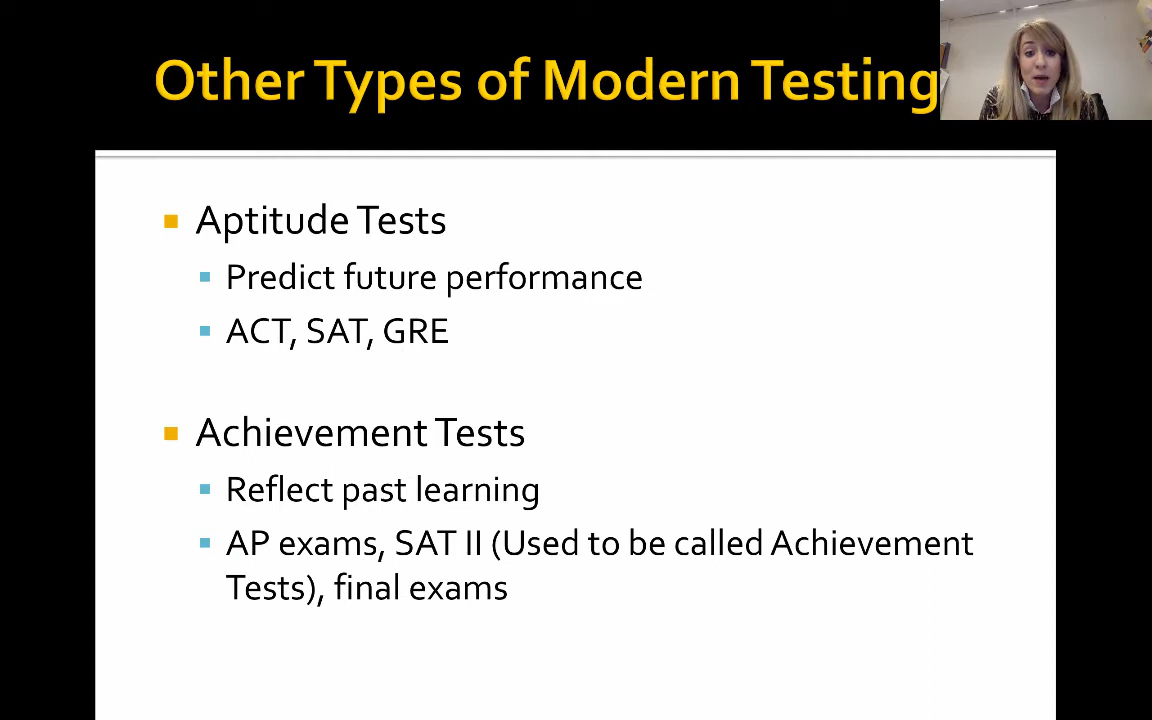 Other Types of Modern Testing
Aptitude Tests
Predict future performance
ACT, SAT, GRE
Achievement Tests
Reflect past learning
AP exams, SAT II (Used to be called Achievement
Tests), final exams